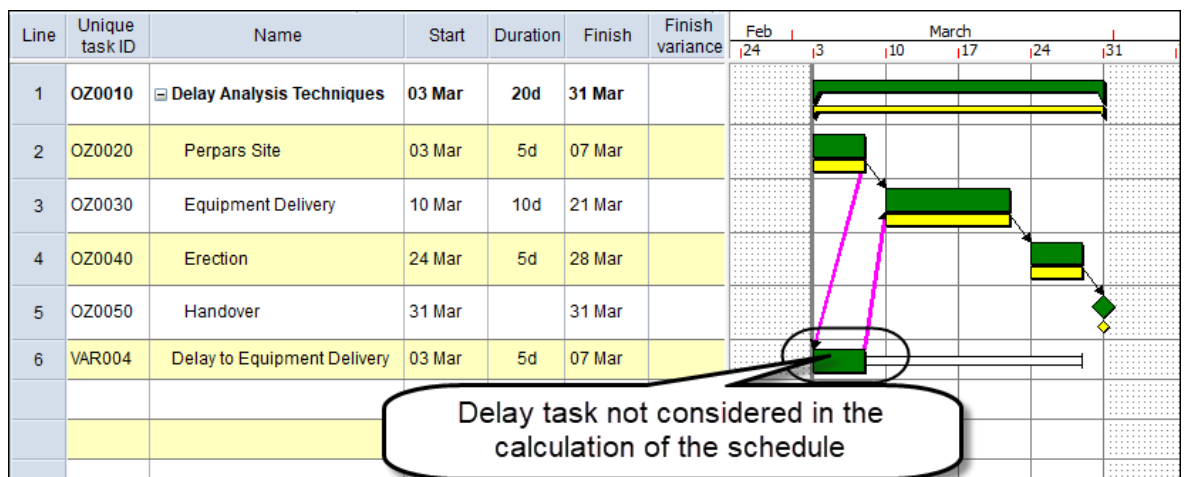 Line Unique task ID Name Start Duration Finish Finish variance
Feb March
24 3 10 17 24 31
1 OZ0010 Delay Analysis Techniques 03 Mar 20d 31 Mar
2 OZ0020 Perpars Site 03 Mar 5d 07 Mar
3 OZ0030 Equipment Delivery 10 Mar 10d 21 Mar
4 OZ0040 Erection 24 Mar 5d 28 Mar
5 OZ0050 Handover 31 Mar 31 Mar
6 VAR004 Delay to Equipment Delivery 03 Mar 5d 07 Mar
Delay task not considered in the
calculation of the schedule